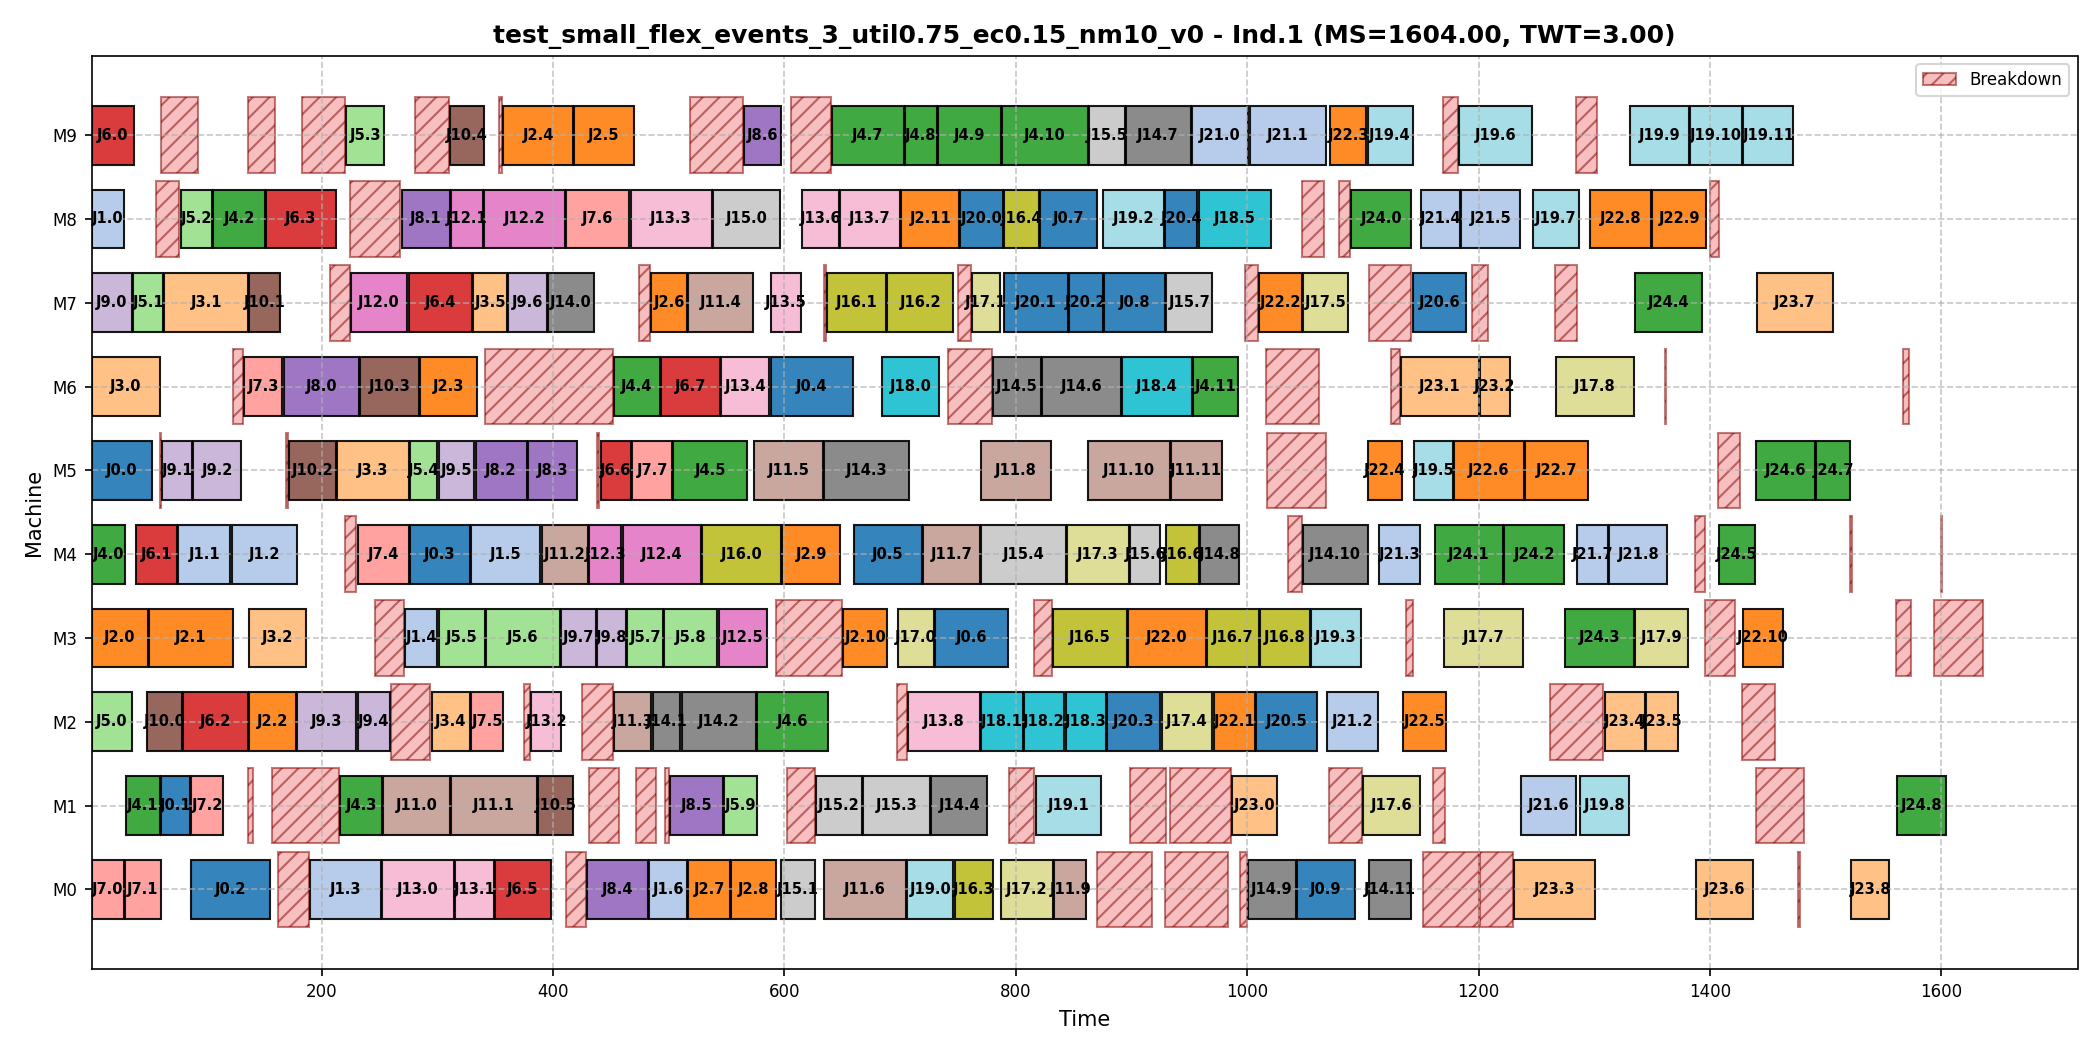 test_small_flex_events_3_util0.75_ec0.15_nm10_v0 - Ind.1 (MS=1604.00, TWT=3.00)
Breakdown
M9 J6.0 J5.3 J10.4 J2.4 J2.5 J8.6 J4.7 J4.8 J4.9 J4.10 J15.5 J14.7 J21.0 J21.1 J22.3 J19.4 J19.6 J19.9 J19.10 J19.11
M8 J1.0 J5.2 J4.2 J6.3 J8.1 J12.1 J12.2 J7.6 J13.3 J15.0 J13.6 J13.7 J2.11 J20.0 J16.4 J0.7 J19.2 J20.4 J18.5 J24.0 J21.4 J21.5 J19.7 J22.8 J22.9
M7 J9.0 J5.1 J3.1 J10.1 J12.0 J6.4 J3.5 J9.6 J14.0 J2.6 J11.4 J13.5 J16.1 J16.2 J17.1 J20.1 J20.2 J0.8 J15.7 J22.2 J17.5 J20.6 J24.4 J23.7
M6 J3.0 J7.3 J8.0 J10.3 J2.3 J4.4 J6.7 J13.4 J0.4 J18.0 J14.5 J14.6 J18.4 J4.11 J23.1 J23.2 J17.8
M5 J0.0 J9.1 J9.2 J10.2 J3.3 J5.4 J9.5 J8.2 J8.3 J6.6 J7.7 J4.5 J11.5 J14.3 J11.8 J11.10 J11.11 J22.4 J19.5 J22.6 J22.7 J24.6 J24.7
M4 J4.0 J6.1 J1.1 J1.2 J7.4 J0.3 J1.5 J11.2 J12.3 J12.4 J16.0 J2.9 J0.5 J11.7 J15.4 J17.3 J15.6 J16.6 J14.8 J14.10 J21.3 J24.1 J24.2 J21.7 J21.8 J24.5
M3 J2.0 J2.1 J3.2 J1.4 J5.5 J5.6 J9.7 J9.8 J5.7 J5.8 J12.5 J2.10 J17.0 J0.6 J16.5 J22.0 J16.7 J16.8 J19.3 J17.7 J24.3 J17.9 J22.10
M2 J5.0 J10.0 J6.2 J2.2 J9.3 J9.4 J3.4 J7.5 J13.2 J11.3 J14.1 J14.2 J4.6 J13.8 J18.1 J18.2 J18.3 J20.3 J17.4 J22.1 J20.5 J21.2 J22.5 J23.4 J23.5
M1 J4.1 J0.1 J7.2 J4.3 J11.0 J11.1 J10.5 J8.5 J5.9 J15.2 J15.3 J14.4 J19.1 J23.0 J17.6 J21.6 J19.8 J24.8
M0 J7.0 J7.1 J0.2 J1.3 J13.0 J13.1 J6.5 J8.4 J1.6 J2.7 J2.8 J15.1 J11.6 J19.0 J16.3 J17.2 J11.9 J14.9 J0.9 J14.11 J23.3 J23.6 J23.8
200 400 600 800 1000 1200 1400 1600
Time
Machine